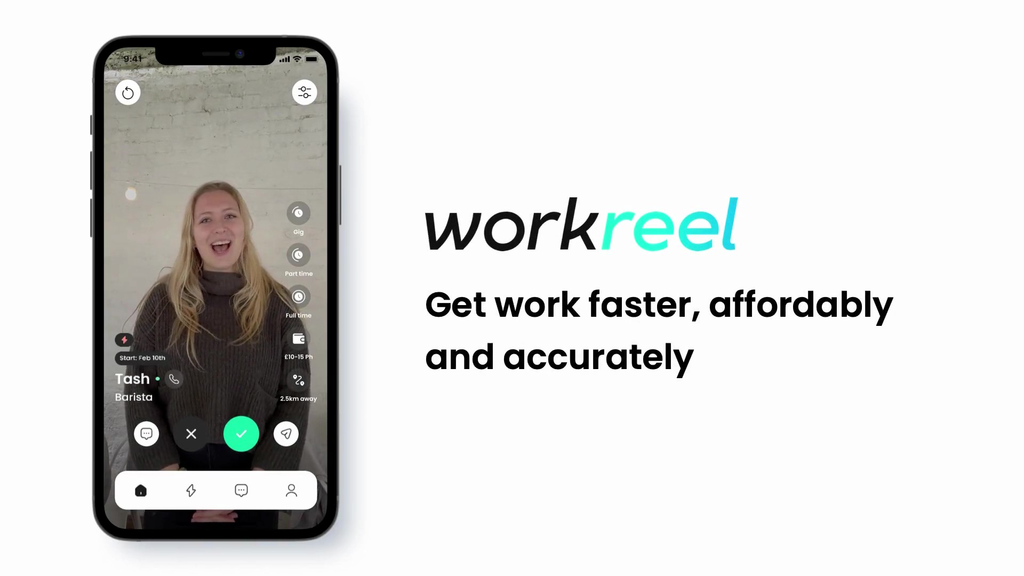 9:41
Gig
Part time
Full time
£10-15 Ph
2.5km away
Start: Feb 10th
Tash
Barista
workreel
Get work faster, affordably
and accurately